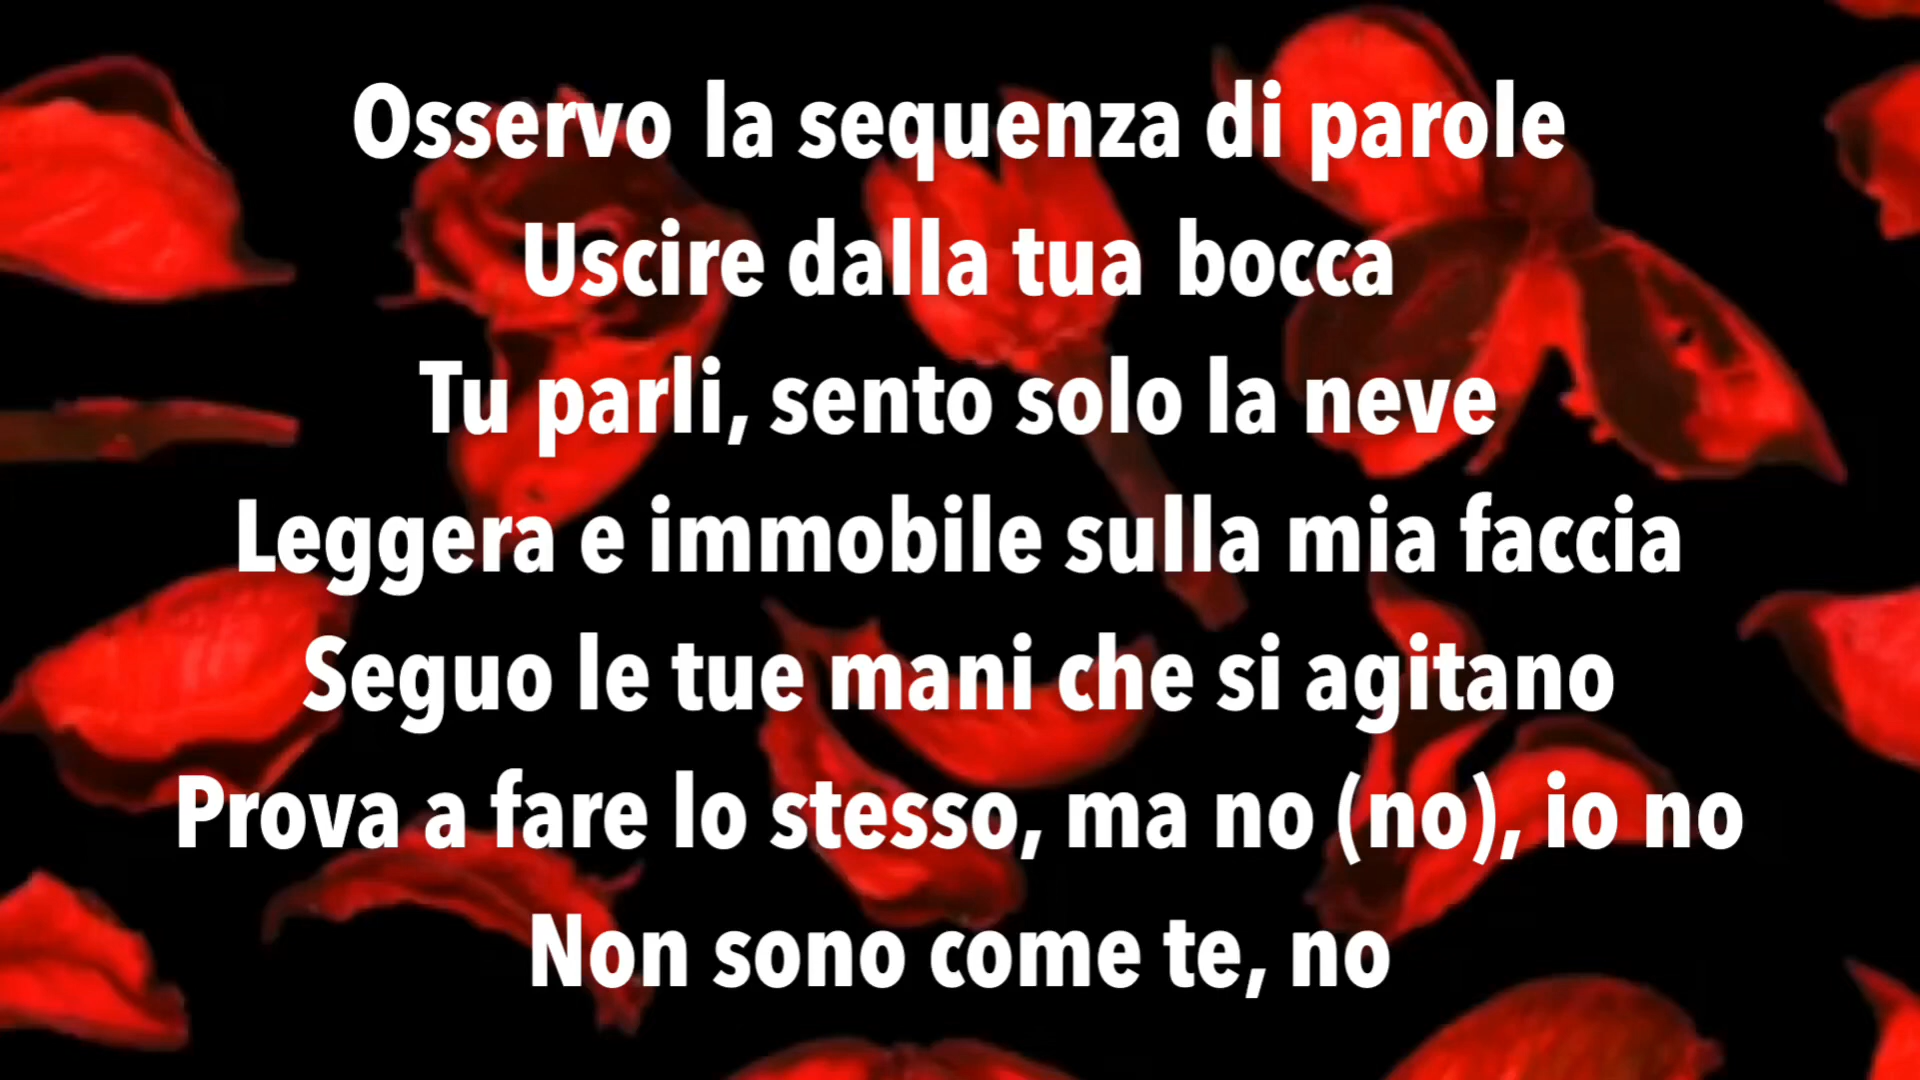 Osservo la sequenza di parole
Uscire dalla tua bocca
Tu parli, sento solo la neve
Leggera e immobile sulla mia faccia
Seguo le tue mani che si agitano
Prova a fare lo stesso, ma no (no), io no
Non sono come te, no